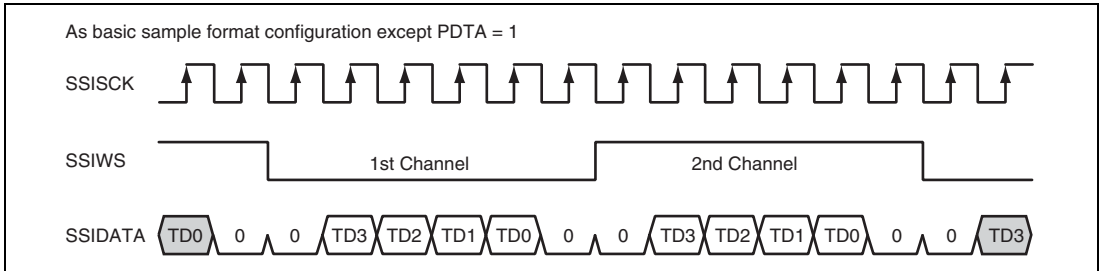 As basic sample format configuration except PDTA = 1
SSISCK
SSIWS 1st Channel 2nd Channel
SSIDATA TD0 0 0 TD3 TD2 TD1 TD0 0 0 TD3 TD2 TD1 TD0 0 0 TD3